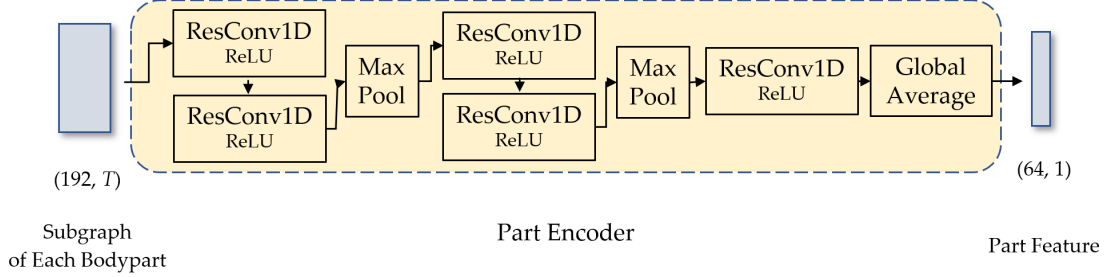 ResConv1D
ReLU
ResConv1D
ReLU
Max
Pool
ResConv1D
ReLU
ResConv1D
ReLU
Max
Pool
ResConv1D
ReLU
Global
Average
(192, T)
(64, 1)
Subgraph
of Each Bodypart
Part Encoder
Part Feature